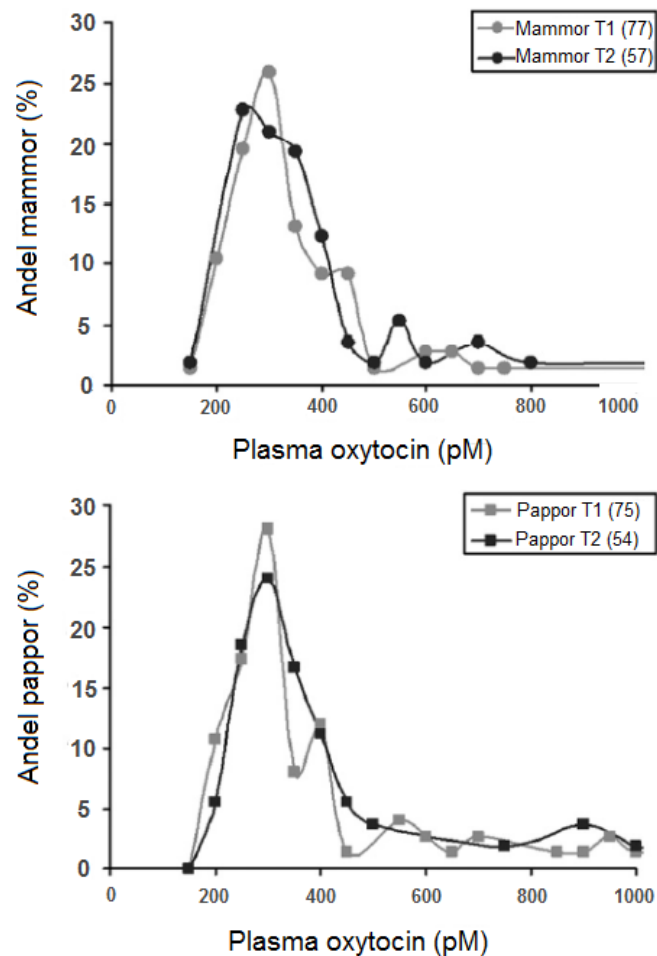 30
25
20
15
10
5
0
Andel mammor (%)
Mammor T1 (77)
Mammor T2 (57)
0 200 400 600 800 1000
Plasma oxytocin (pM)
30
25
20
15
10
5
0
Andel pappor (%)
Pappor T1 (75)
Pappor T2 (54)
0 200 400 600 800 1000
Plasma oxytocin (pM)